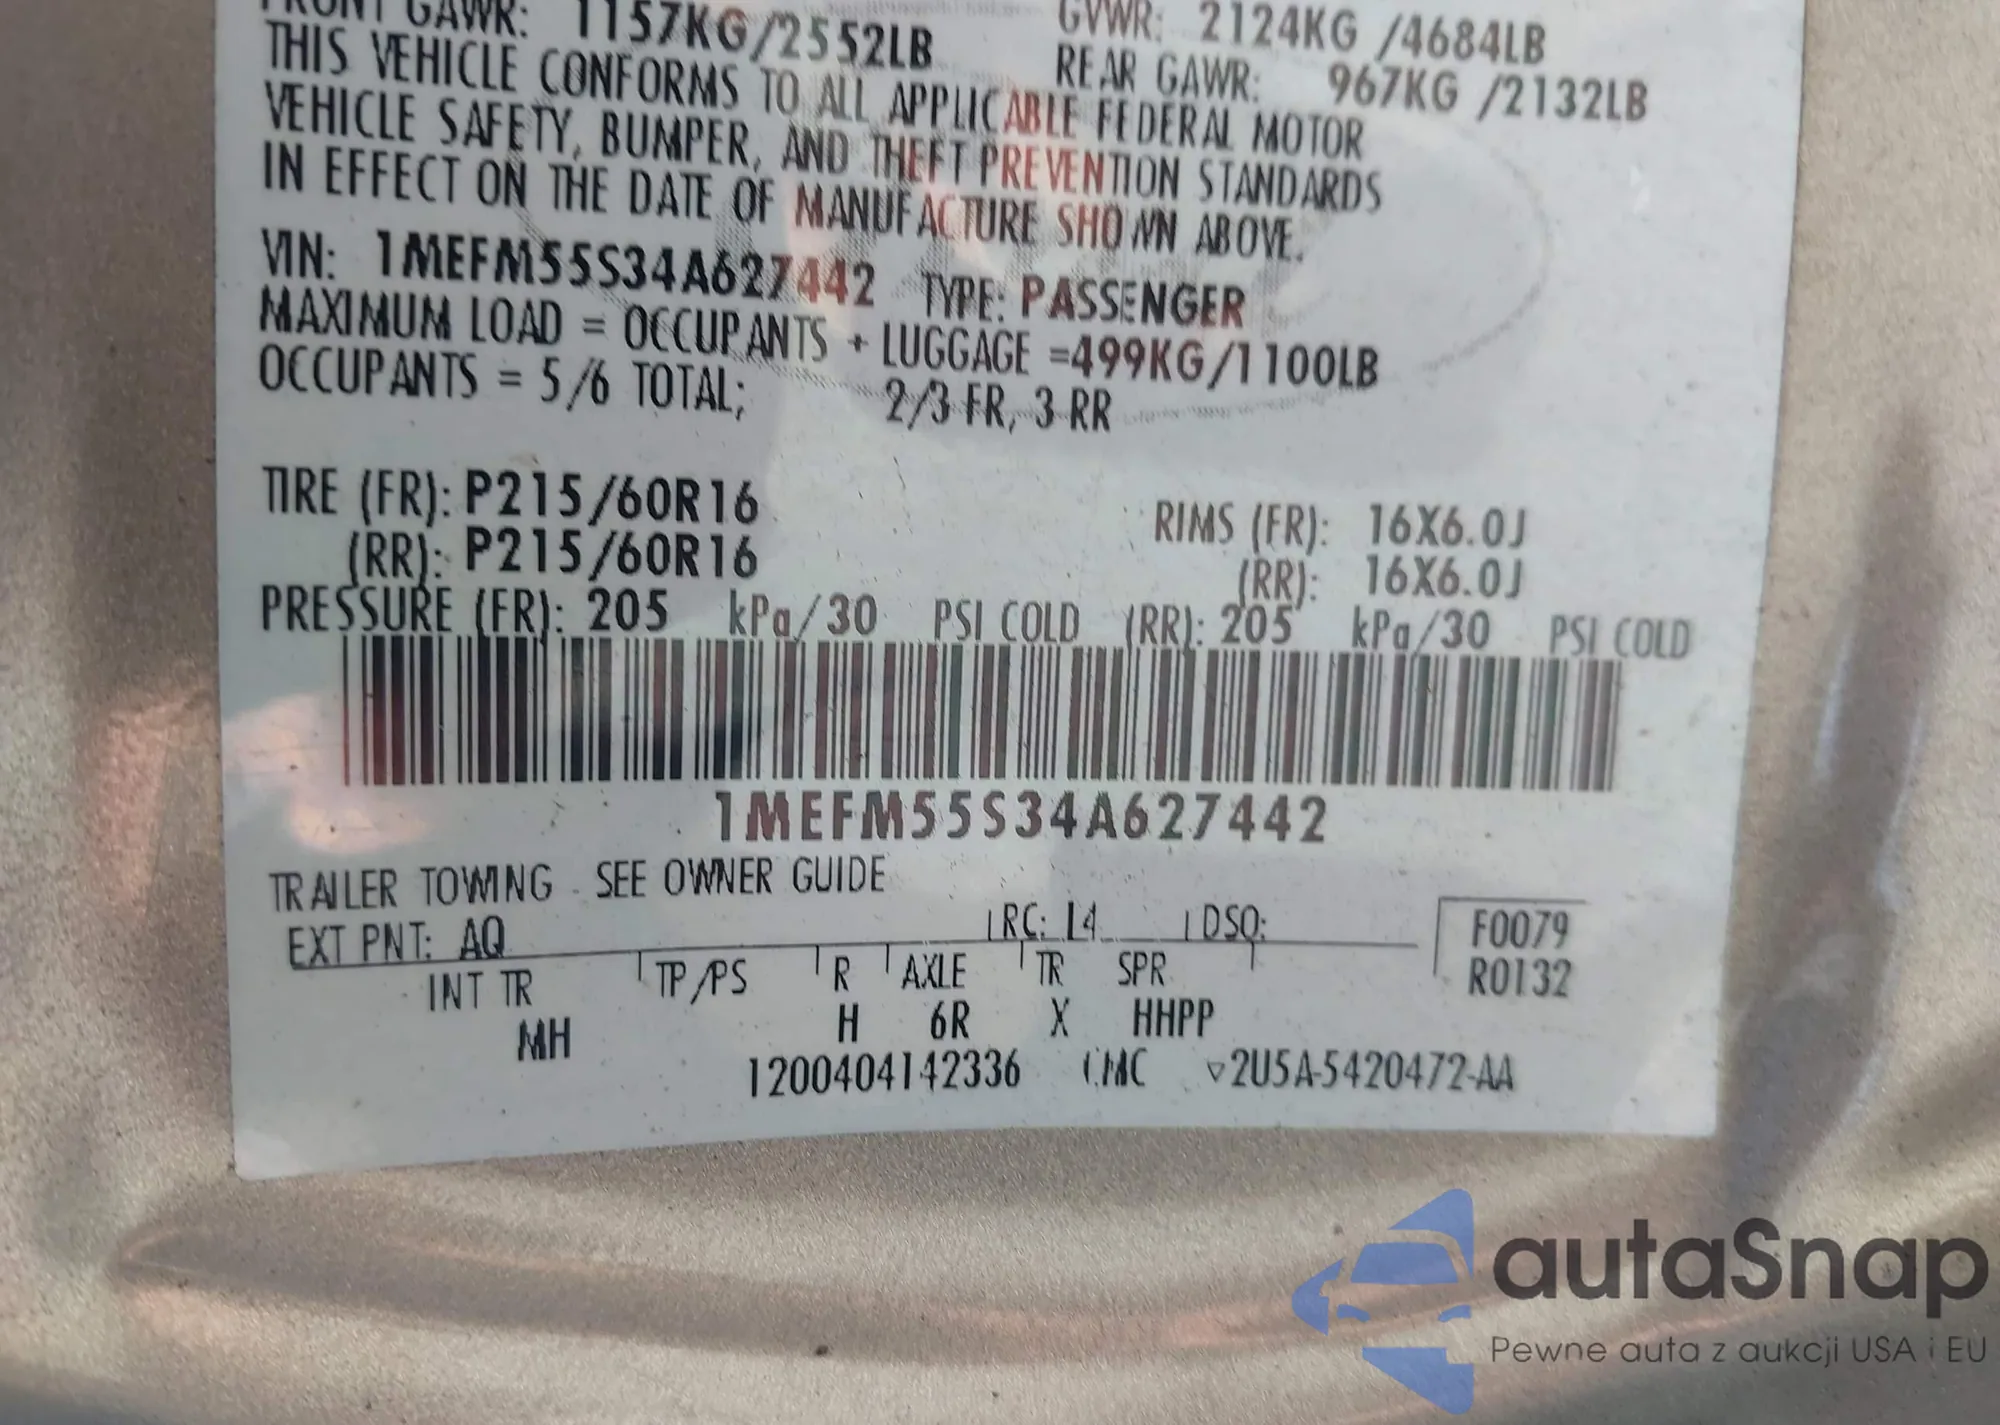 FRONT GAWR: 1157KG/2552LB GVWR: 2124KG /4684LB
REAR GAWR: 967KG /2132LB
THIS VEHICLE CONFORMS TO ALL APPLICABLE FEDERAL MOTOR
VEHICLE SAFETY, BUMPER, AND THEFT PREVENTION STANDARDS
IN EFFECT ON THE DATE OF MANUFACTURE SHOWN ABOVE.
VIN: 1MEFM55S34A627442 TYPE: PASSENGER
MAXIMUM LOAD = OCCUPANTS + LUGGAGE =499KG/1100LB
OCCUPANTS = 5/6 TOTAL; 2/3 FR, 3 RR
TIRE (FR): P215/60R16 RIMS (FR): 16X6.0J
(RR): P215/60R16 (RR): 16X6.0J
PRESSURE (FR): 205 kPa/30 PSI COLD (RR): 205 kPa/30 PSI COLD
1MEFM55S34A627442
TRAILER TOWING - SEE OWNER GUIDE
EXT PNT: AQ RC: 14 DSO: F0079
INT TR TP/PS R AXLE TR SPR R0132
MH H 6R X HHPP
1200404142336 CMC ▽2U5A-5420472-AA
autaSnap
Pewne auta z aukcji USA i EU